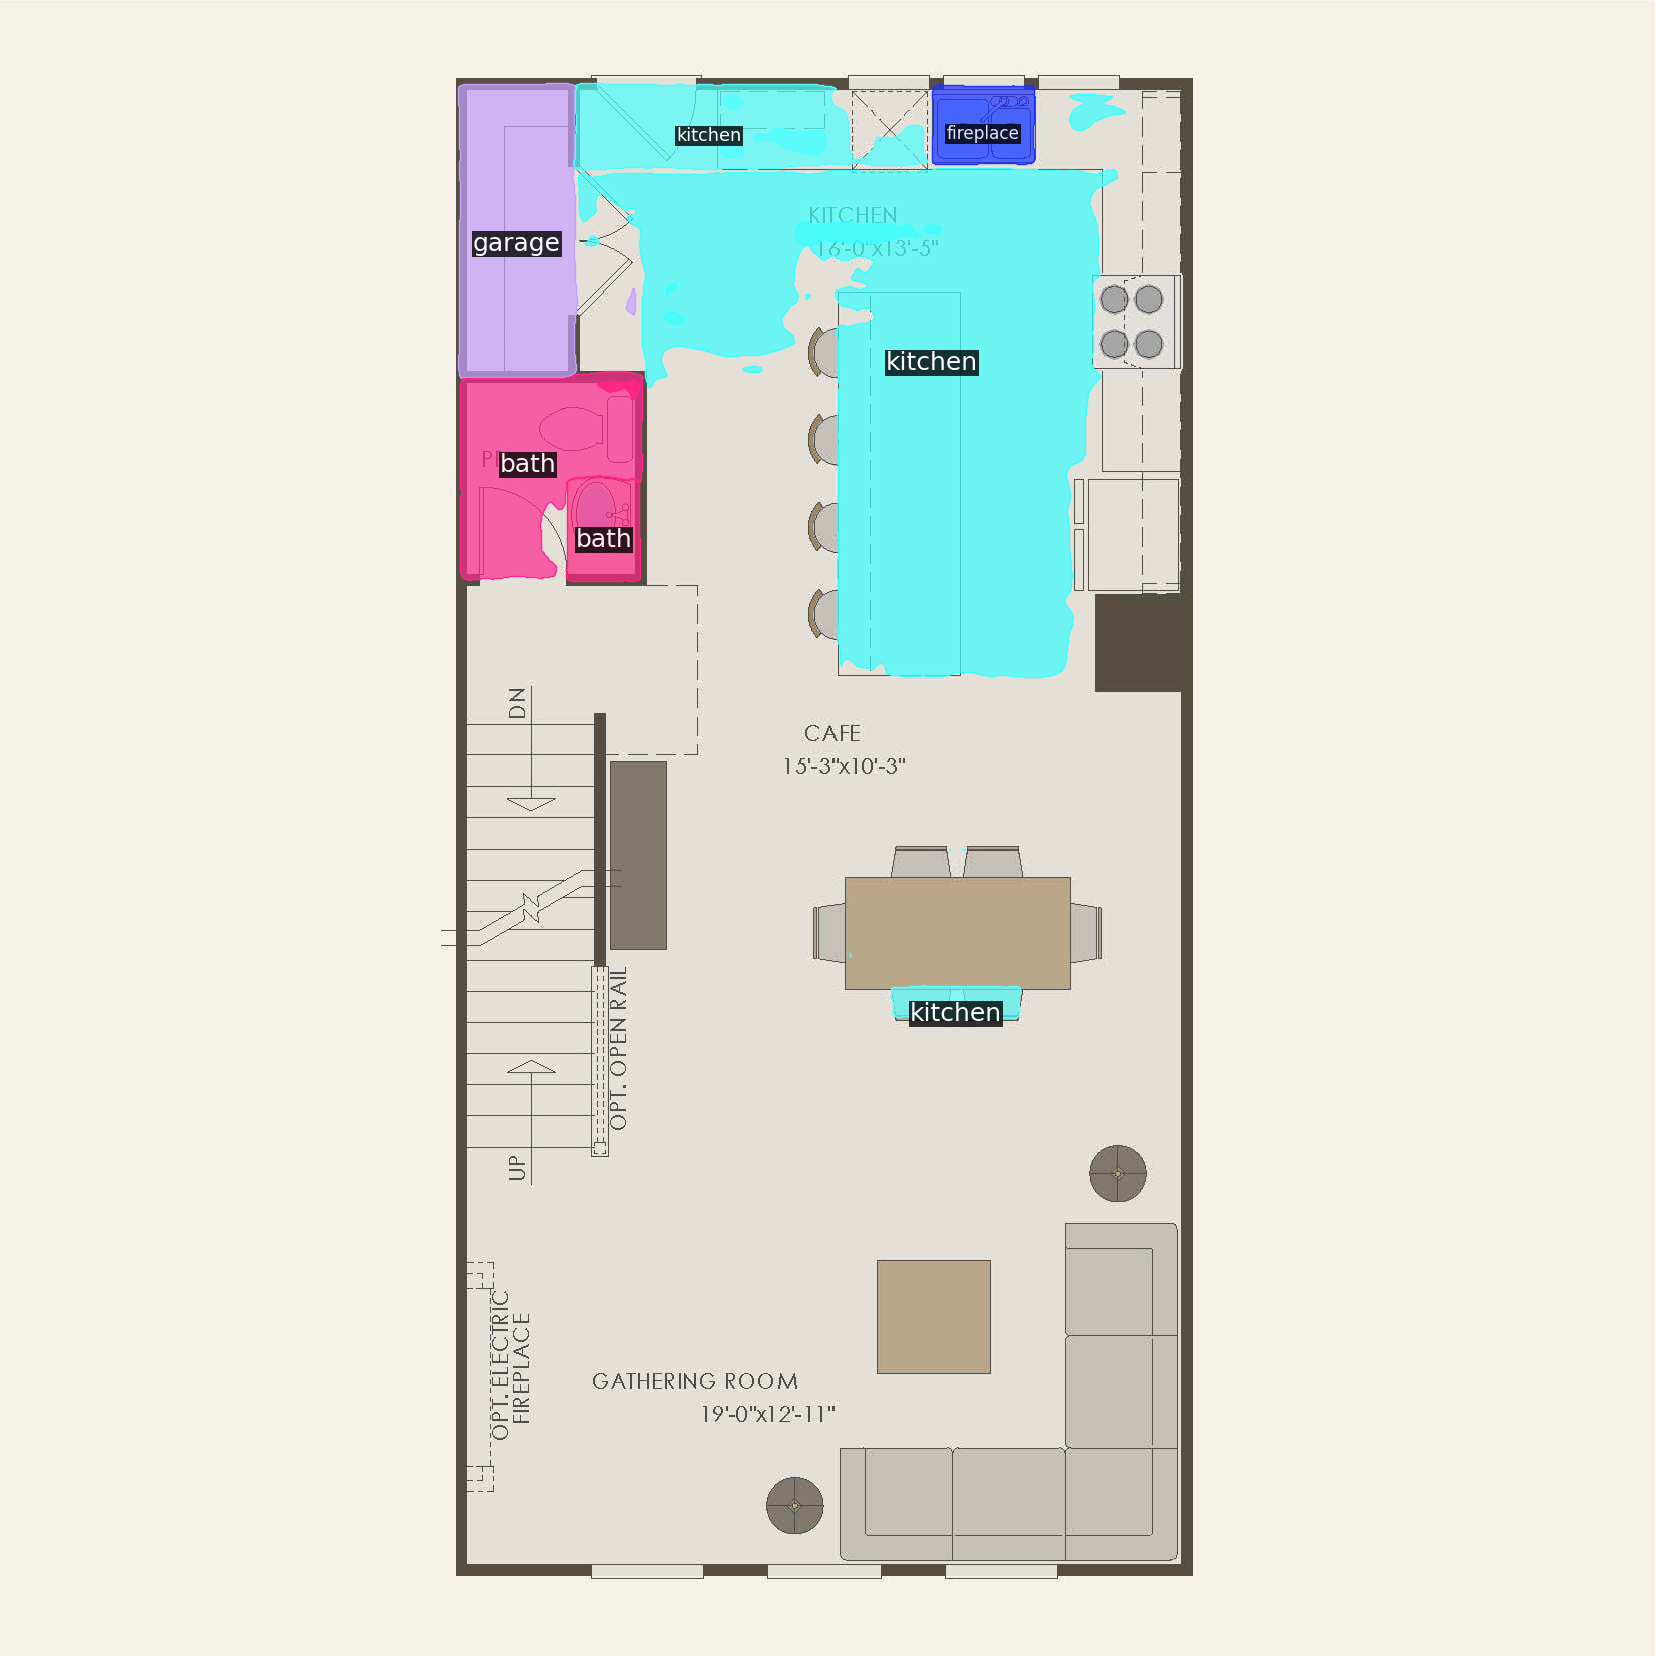 kitchen
fireplace
KITCHEN
16'-0"x13'-5"
garage
kitchen
bath
bath
DN
CAFE
15'-3"x10'-3"
kitchen
OPT. OPEN RAIL
UP
OPT. ELECTRIC
FIREPLACE
GATHERING ROOM
19'-0"x12'-11"